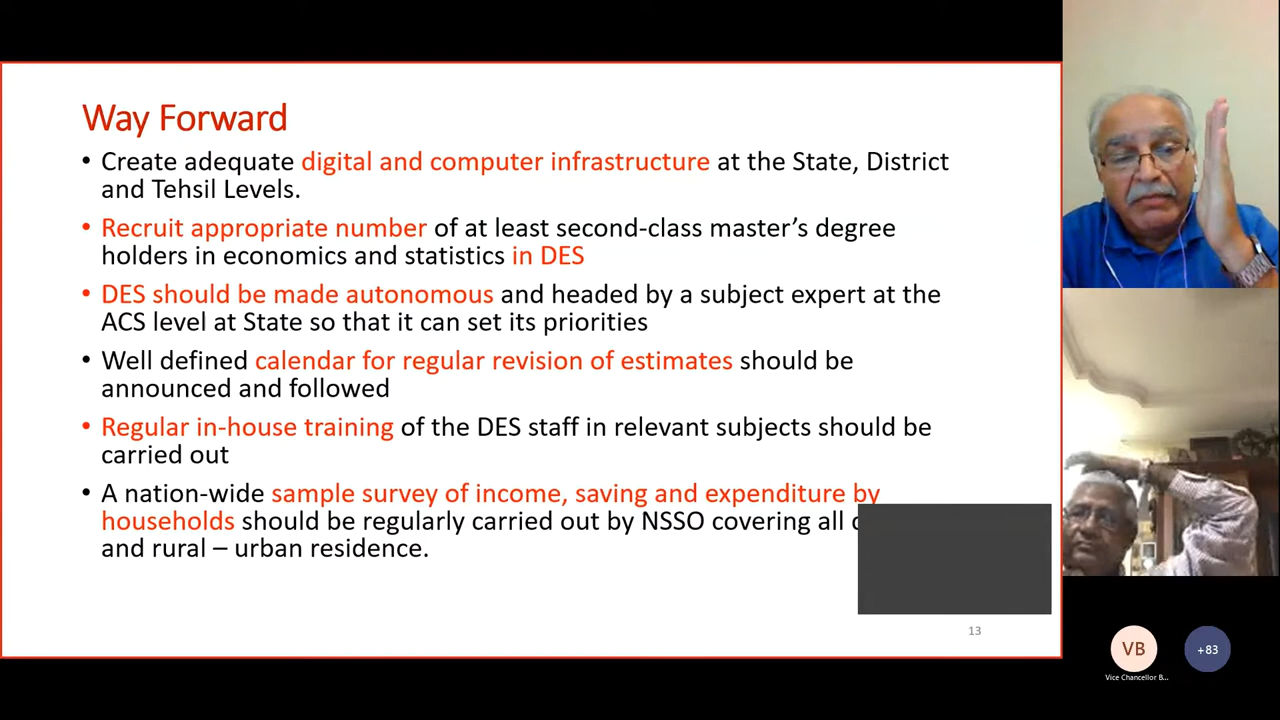 Way Forward
• Create adequate digital and computer infrastructure at the State, District
and Tehsil Levels.
• Recruit appropriate number of at least second-class master’s degree
holders in economics and statistics in DES
• DES should be made autonomous and headed by a subject expert at the
ACS level at State so that it can set its priorities
• Well defined calendar for regular revision of estimates should be
announced and followed
• Regular in-house training of the DES staff in relevant subjects should be
carried out
• A nation-wide sample survey of income, saving and expenditure by
households should be regularly carried out by NSSO covering all
and rural – urban residence.
13
VB
+83
Vice Chancellor B...